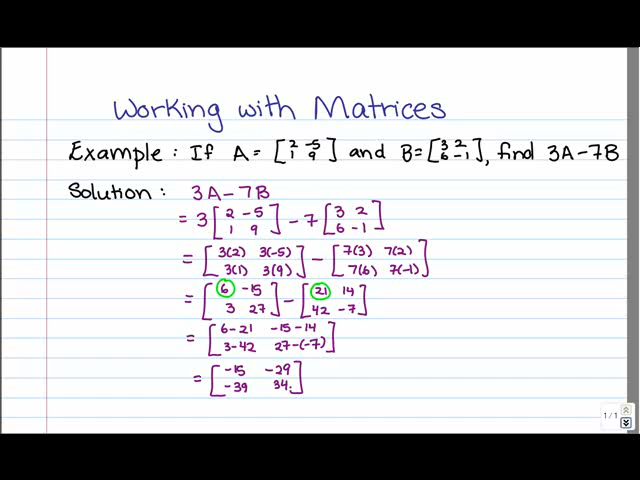 Working with Matrices
Example : If A = [2 -5 1 9] and B = [3 2 6 -1], find 3A - 7B
Solution : 3A - 7B
= 3 [2 -5 1 9] - 7 [3 2 6 -1]
= [3(2) 3(-5) 3(1) 3(9)] - [7(3) 7(2) 7(6) 7(-1)]
= [6 -15 3 27] - [21 14 42 -7]
= [6-21 -15-14 3-42 27-(-7)]
= [-15 -29 -39 34]
1/1